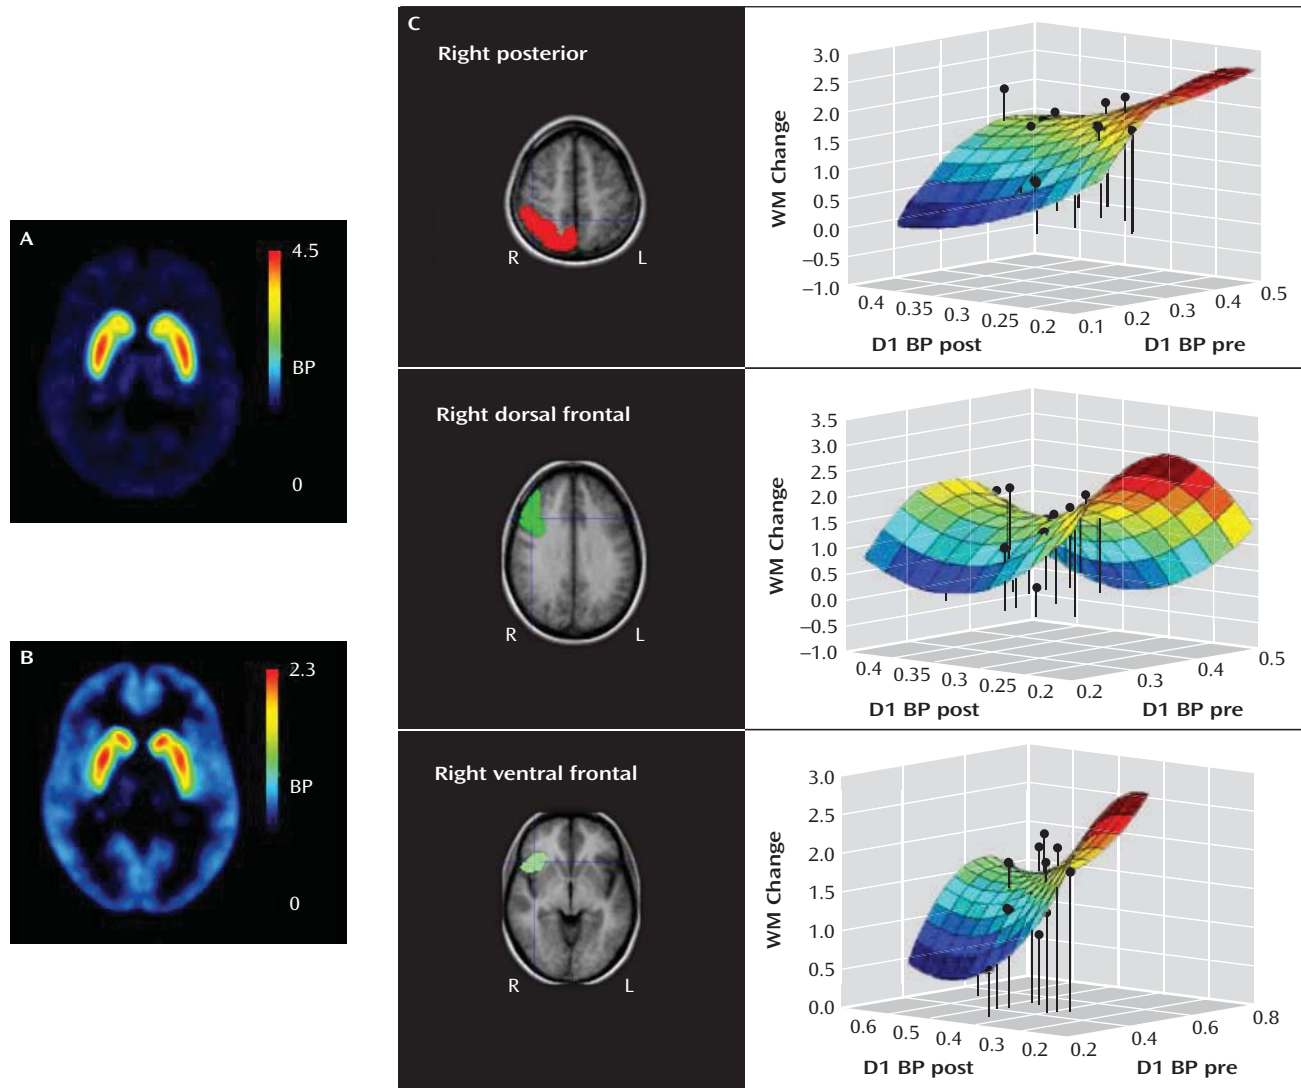 A
4.5
BP
0
B
2.3
BP
0
C
Right posterior
R
L
WM Change
3.0
2.5
2.0
1.5
1.0
0.5
0.0
−0.5
−1.0
0.4
0.35
0.3
0.25
0.2
0.1
0.2
0.3
0.4
0.5
D1 BP post
D1 BP pre
Right dorsal frontal
R
L
WM Change
3.5
3.0
2.5
2.0
1.5
1.0
0.5
0.0
−0.5
−1.0
0.4
0.35
0.3
0.25
0.2
0.2
0.3
0.4
0.5
D1 BP post
D1 BP pre
Right ventral frontal
R
L
WM Change
3.0
2.5
2.0
1.5
1.0
0.5
0.0
0.6
0.5
0.4
0.3
0.2
0.2
0.4
0.6
0.8
D1 BP post
D1 BP pre